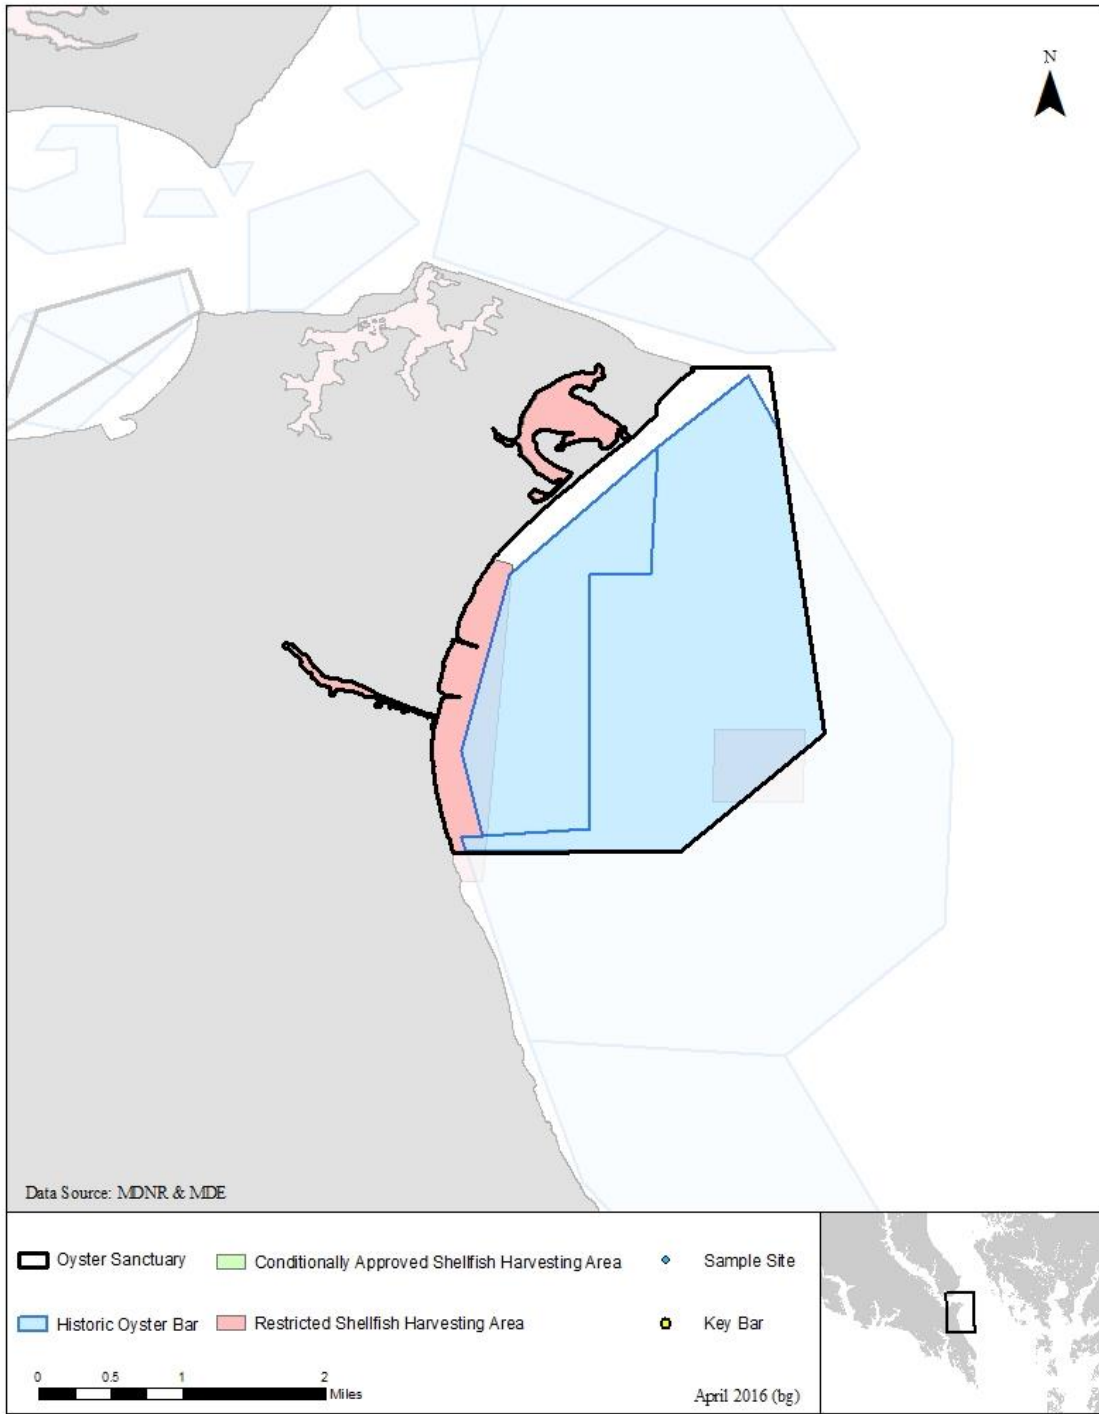 N
Data Source: MDNR & MDE
Oyster Sanctuary
Conditionally Approved Shellfish Harvesting Area
Sample Site
Historic Oyster Bar
Restricted Shellfish Harvesting Area
Key Bar
0 0.5 1 2
Miles
April 2016 (bg)